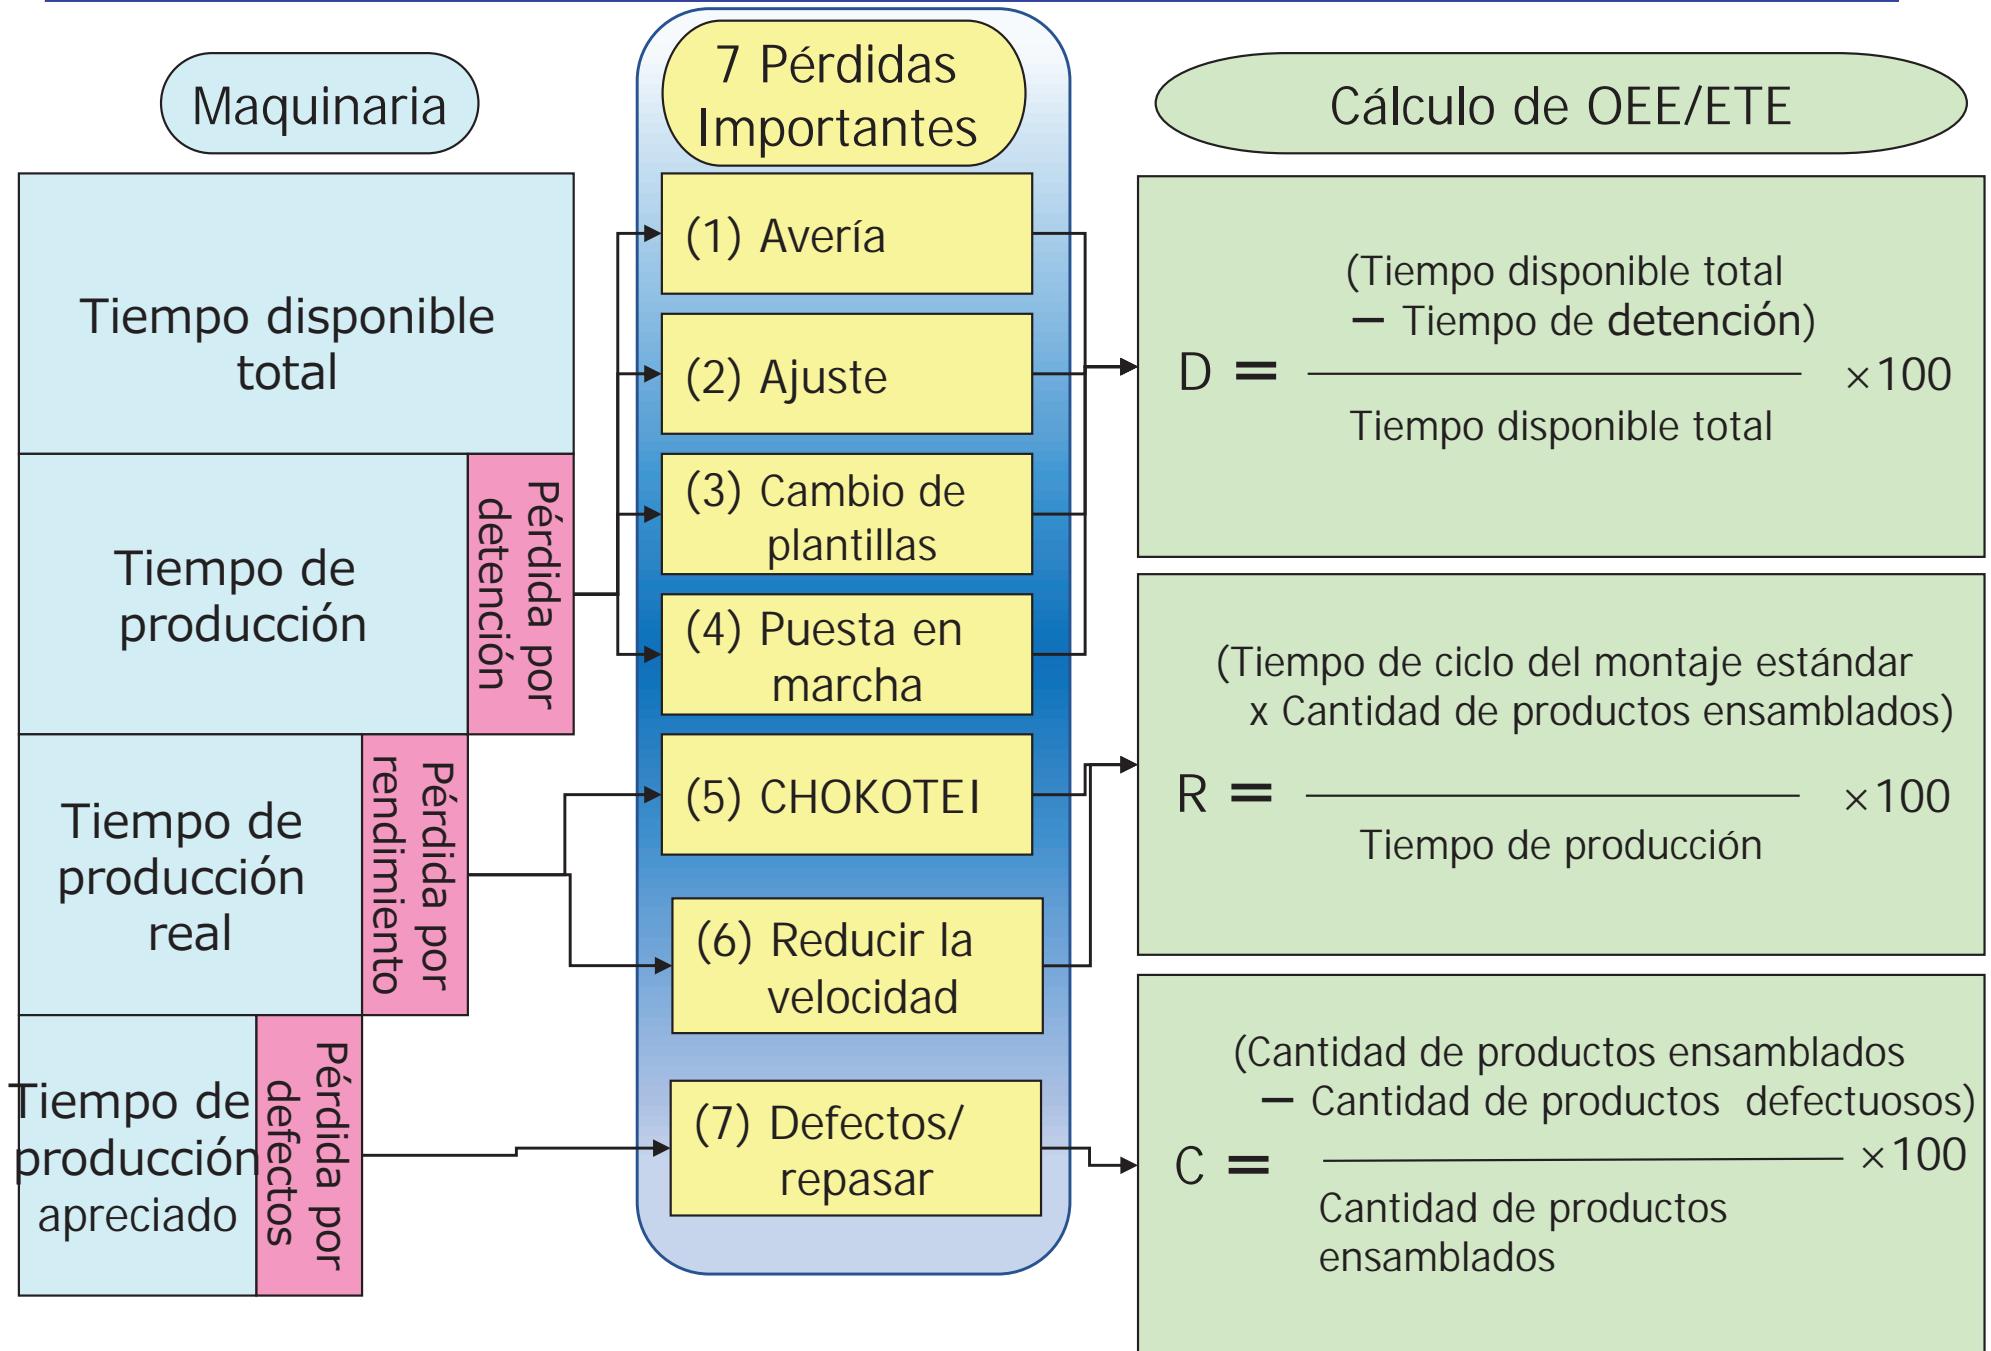 Maquinaria
Tiempo disponible
total
Tiempo de
producción
Pérdida por
detención
Tiempo de
producción
real
Pérdida por
rendimiento
Tiempo de
producción
apreciado
Pérdida por
defectos
7 Pérdidas
Importantes
(1) Avería
(2) Ajuste
(3) Cambio de
plantillas
(4) Puesta en
marcha
(5) CHOKOTEI
(6) Reducir la
velocidad
(7) Defectos/
repasar
Cálculo de OEE/ETE
(Tiempo disponible total
− Tiempo de detención)
D = ×100
Tiempo disponible total
(Tiempo de ciclo del montaje estándar
x Cantidad de productos ensamblados)
R = ×100
Tiempo de producción
(Cantidad de productos ensamblados
− Cantidad de productos defectuosos)
C = ×100
Cantidad de productos
ensamblados